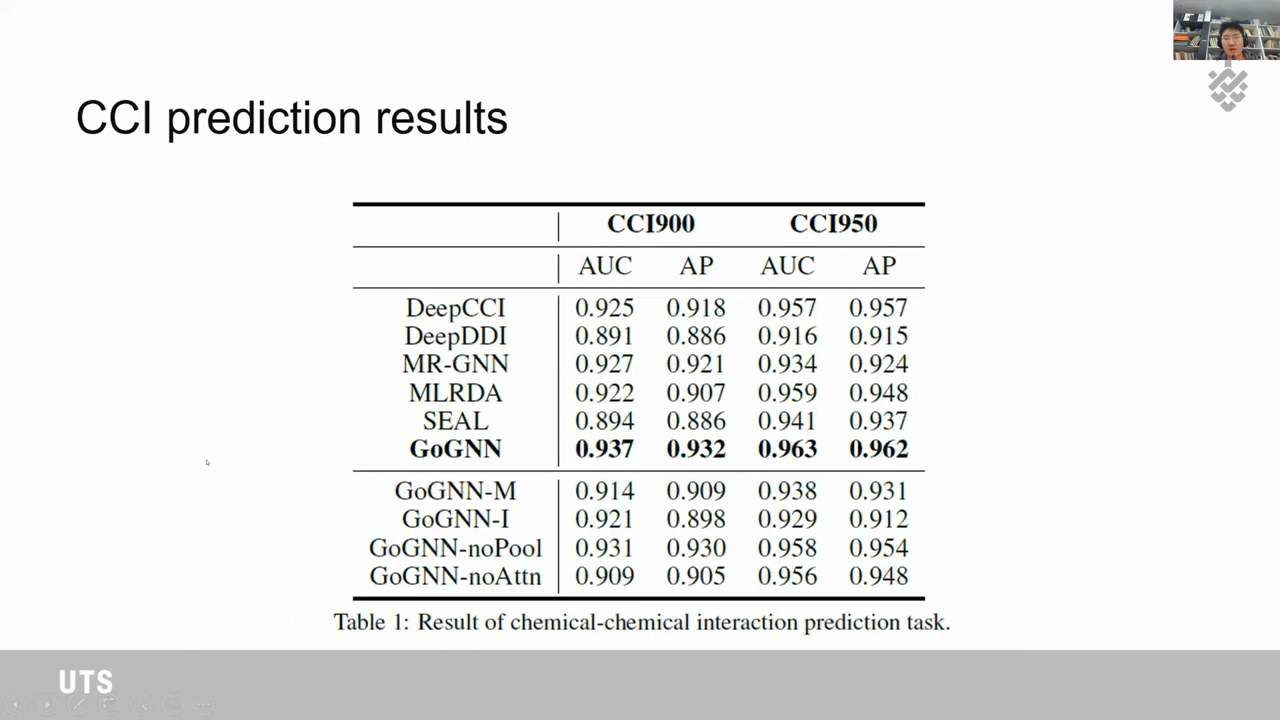 CCI prediction results
CCI900 CCI950
AUC AP AUC AP
DeepCCI 0.925 0.918 0.957 0.957
DeepDDI 0.891 0.886 0.916 0.915
MR-GNN 0.927 0.921 0.934 0.924
MLRDA 0.922 0.907 0.959 0.948
SEAL 0.894 0.886 0.941 0.937
GoGNN 0.937 0.932 0.963 0.962
GoGNN-M 0.914 0.909 0.938 0.931
GoGNN-I 0.921 0.898 0.929 0.912
GoGNN-noPool 0.931 0.930 0.958 0.954
GoGNN-noAttn 0.909 0.905 0.956 0.948
Table 1: Result of chemical-chemical interaction prediction task.
UTS